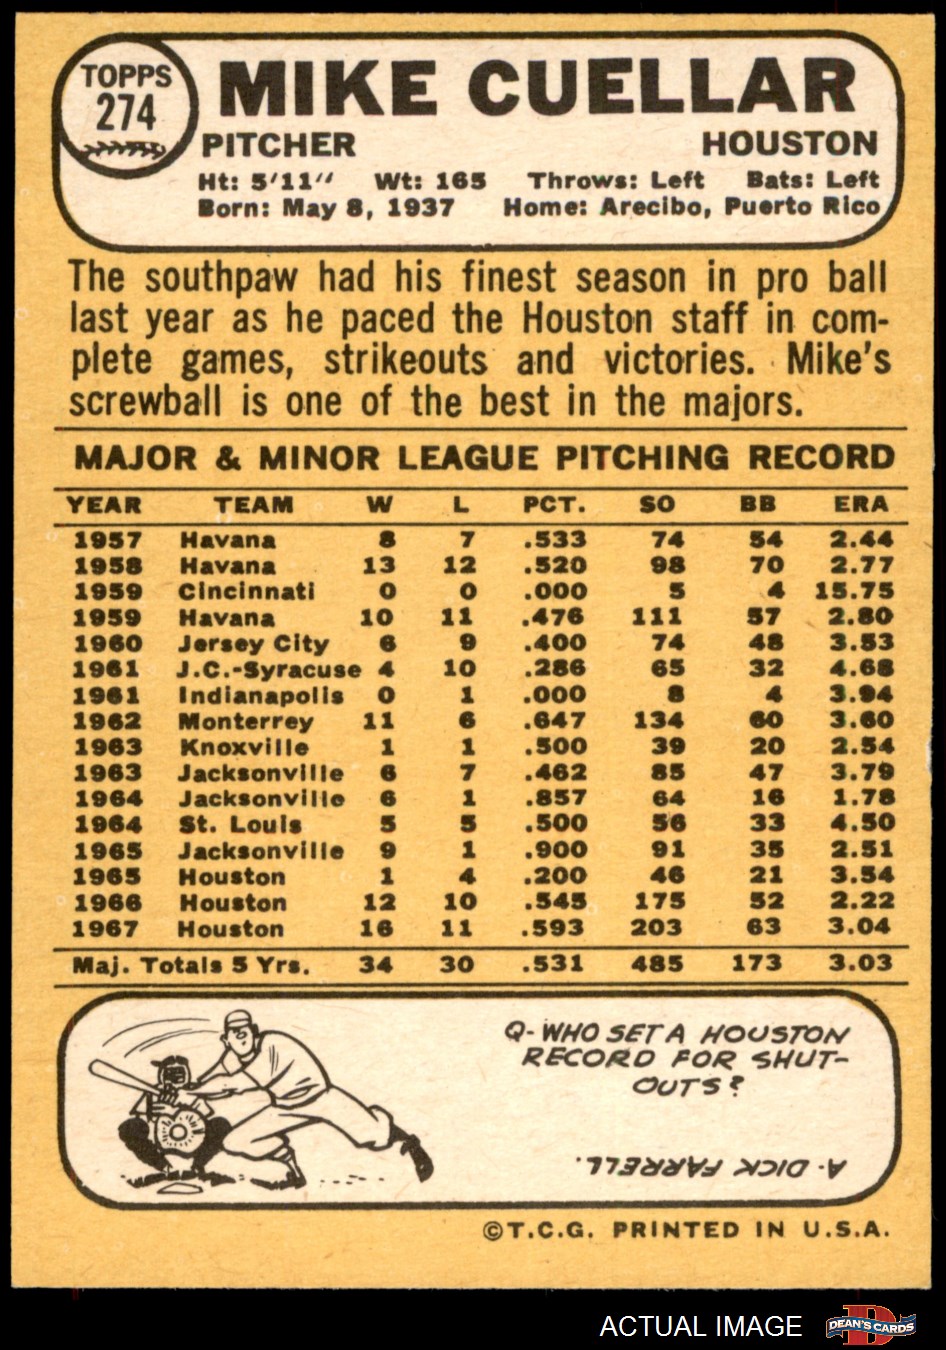 TOPPS
274
MIKE CUELLAR
PITCHER HOUSTON
Ht: 5'11" Wt: 165 Throws: Left Bats: Left
Born: May 8, 1937 Home: Arecibo, Puerto Rico
The southpaw had his finest season in pro ball
last year as he paced the Houston staff in com-
plete games, strikeouts and victories. Mike's
screwball is one of the best in the majors.
MAJOR & MINOR LEAGUE PITCHING RECORD
YEAR TEAM W L PCT. SO BB ERA
1957 Havana 8 7 .533 74 54 2.44
1958 Havana 13 12 .520 98 70 2.77
1959 Cincinnati 0 0 .000 5 4 15.75
1959 Havana 10 11 .476 111 57 2.80
1960 Jersey City 6 9 .400 74 48 3.53
1961 J.C.-Syracuse 4 10 .286 65 32 4.68
1961 Indianapolis 0 1 .000 8 4 3.94
1962 Monterrey 11 6 .647 134 60 3.60
1963 Knoxville 1 1 .500 39 20 2.54
1963 Jacksonville 6 7 .462 85 47 3.79
1964 Jacksonville 6 1 .857 64 16 1.78
1964 St. Louis 5 5 .500 56 33 4.50
1965 Jacksonville 9 1 .900 91 35 2.51
1965 Houston 1 4 .200 46 21 3.54
1966 Houston 12 10 .545 175 52 2.22
1967 Houston 16 11 .593 203 63 3.04
Maj. Totals 5 Yrs. 34 30 .531 485 173 3.03
Q- WHO SET A HOUSTON
RECORD FOR SHUT-
OUTS?
A- DICK FARRELL.
©T.C.G. PRINTED IN U.S.A.
ACTUAL IMAGE
D
DEAN'S CARDS